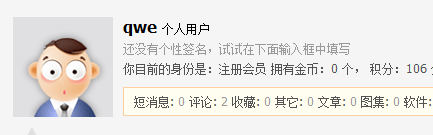 qwe 个人用户
还没有个性签名，试试在下面输入框中填写
你目前的身份是：注册会员 拥有金币：0 个， 积分：106
短消息: 0 评论: 2 收藏: 0 其它: 0 文章: 0 图集: 0 软件: